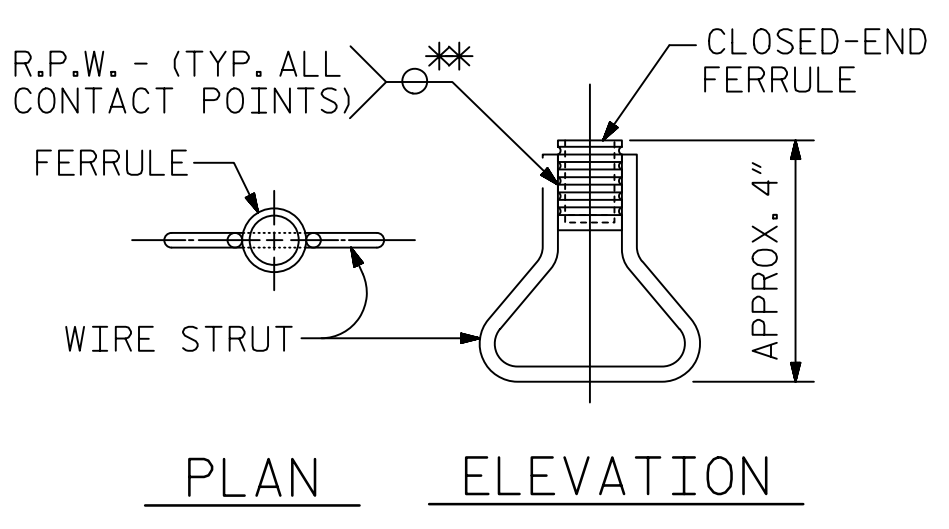 R.P.W. - (TYP. ALL
CONTACT POINTS)
**
CLOSED-END
FERRULE
FERRULE
APPROX. 4"
WIRE STRUT
PLAN
ELEVATION